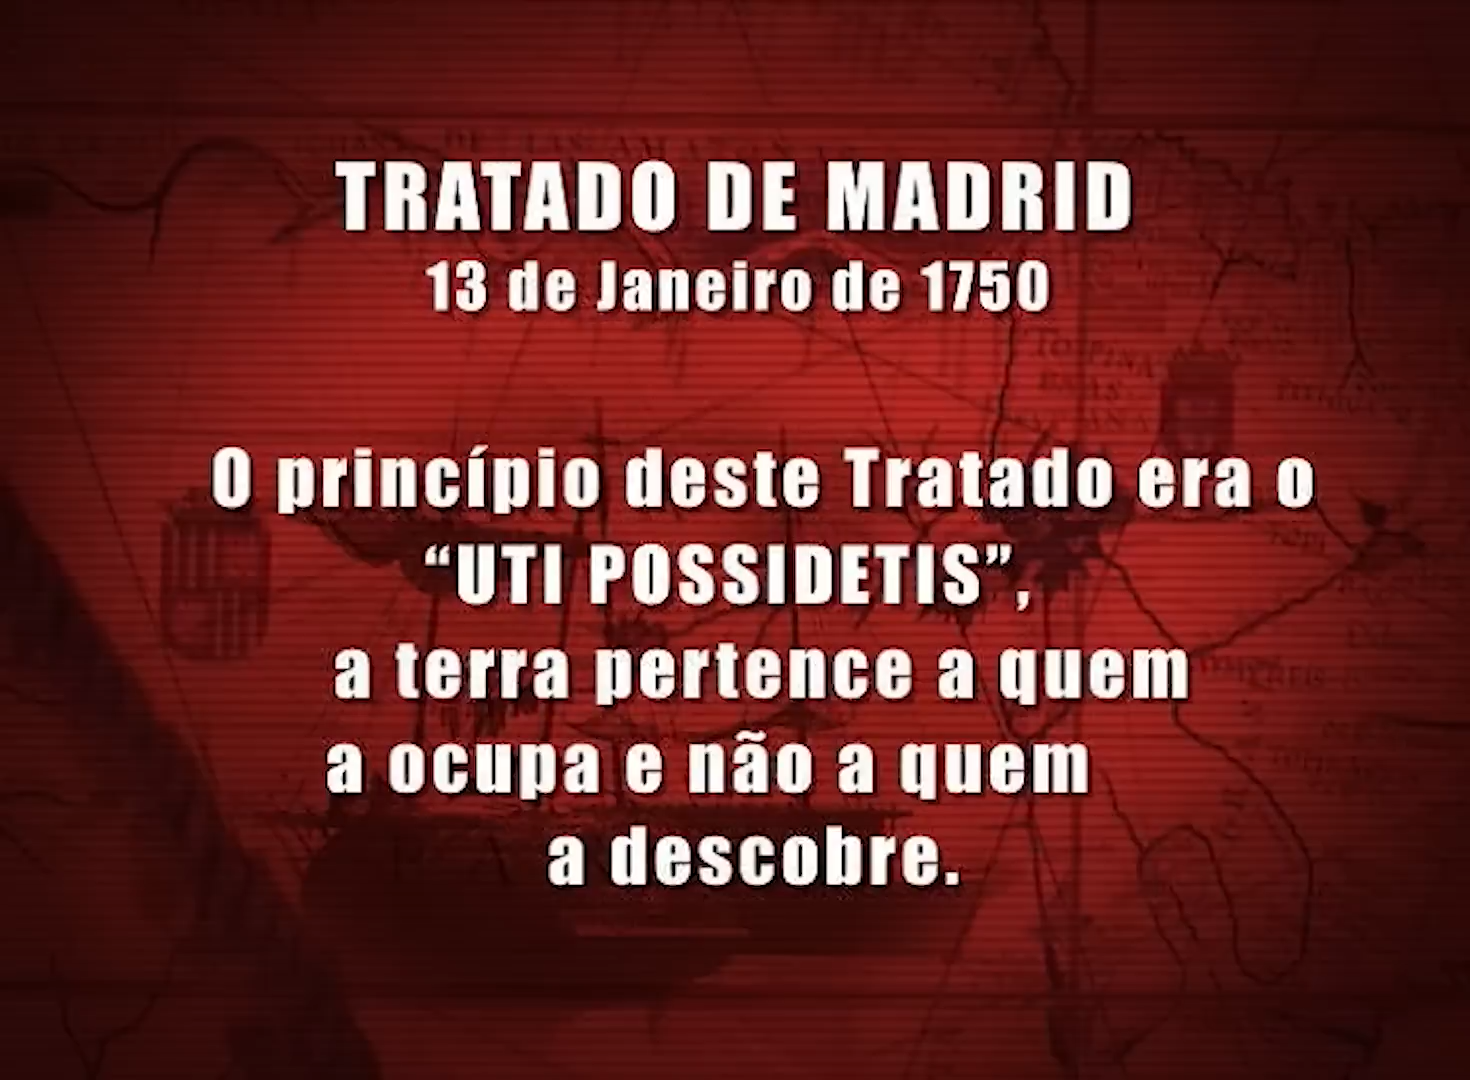 TRATADO DE MADRID
13 de Janeiro de 1750
O princípio deste Tratado era o
“UTI POSSIDETIS”,
a terra pertence a quem
a ocupa e não a quem
a descobre.